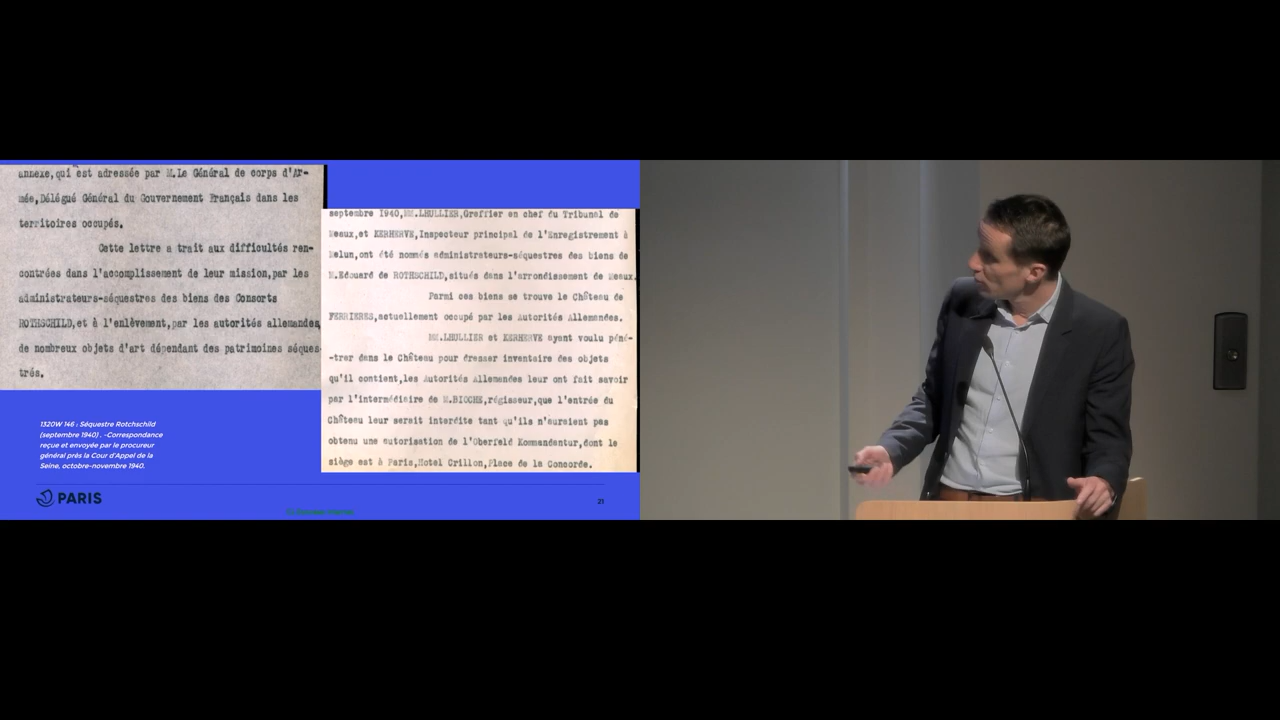 annexe,qui est adressée par M.Le Général de corps d'Ar-
mée,Délégué Général du Gouvernement Français dans les
territoires occupés.
Cette lettre a trait aux difficultés ren-
contrées dans l'accomplissement de leur mission,par les
administrateurs-séquestres des biens des Consorts
ROTHSCHILD,et à l'enlèvement,par les autorités allemandes,
de nombreux objets d'art dépendant des patrimoines séques-
trés.
septembre 1940,MM.LHULLIER,Greffier en chef du Tribunal de
Meaux,et KERHERVE,Inspecteur principal de l'Enregistrement à
Melun,ont été nommés administrateurs-séquestres des biens de
M.Edouard de ROTHSCHILD,situés dans l'arrondissement de Meaux.
Parmi ces biens se trouve le Château de
FERRIERES,actuellement occupé par les Autorités Allemandes.
MM.LHULLIER et KERHERVE ayant voulu péné-
-trer dans le Château pour dresser inventaire des objets
qu'il contient,les Autorités Allemandes leur ont fait savoir
par l'intermédiaire de M.BIOCHE,régisseur,que l'entrée du
Château leur serait interdite tant qu'ils n'auraient pas
obtenu une autorisation de l'Oberfeld Kommandantur,dont le
siège est à Paris,Hotel Crillon,Place de la Concorde.
1320W 146 : Séquestre Rotchschild
(septembre 1940) . -Correspondance
reçue et envoyée par le procureur
général près la Cour d'Appel de la
Seine, octobre-novembre 1940.
PARIS
21